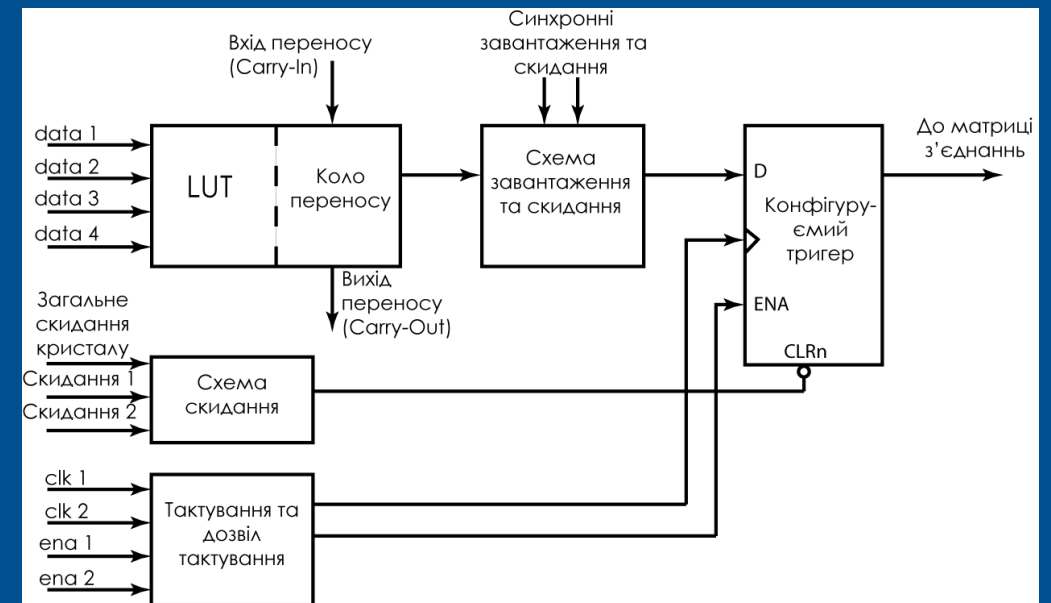 Синхронні
завантаження та
скидання
Вхід переносу
(Carry-In)
data 1
data 2
data 3
data 4
LUT
Коло
переносу
Схема
завантаження
та скидання
D
Конфігуру-
ємий
тригер
ENA
CLRn
До матриці
з’єднаннь
Вихід
переносу
(Carry-Out)
Загальне
скидання
кристалу
Скидання 1
Скидання 2
Схема
скидання
clk 1
clk 2
ena 1
ena 2
Тактування та
дозвіл
тактування